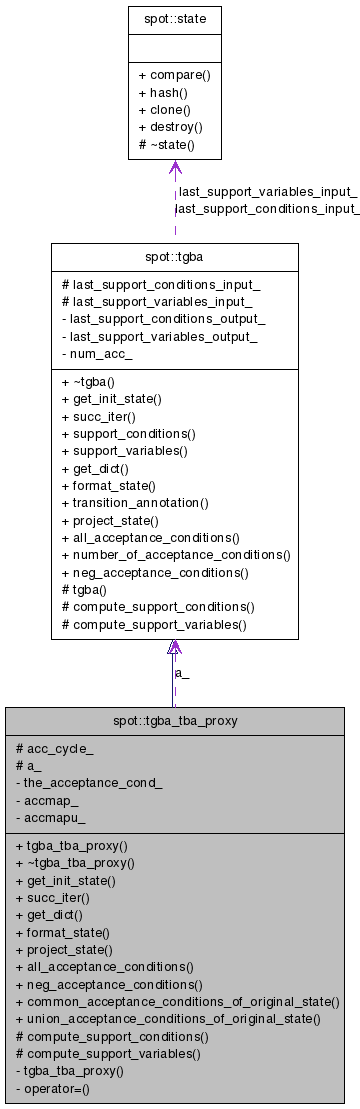 spot::state
+ compare()
+ hash()
+ clone()
+ destroy()
# ~state()
last_support_variables_input_
last_support_conditions_input_
spot::tgba
# last_support_conditions_input_
# last_support_variables_input_
- last_support_conditions_output_
- last_support_variables_output_
- num_acc_
+ ~tgba()
+ get_init_state()
+ succ_iter()
+ support_conditions()
+ support_variables()
+ get_dict()
+ format_state()
+ transition_annotation()
+ project_state()
+ all_acceptance_conditions()
+ number_of_acceptance_conditions()
+ neg_acceptance_conditions()
# tgba()
# compute_support_conditions()
# compute_support_variables()
a_
spot::tgba_tba_proxy
# acc_cycle_
# a_
- the_acceptance_cond_
- accmap_
- accmapu_
+ tgba_tba_proxy()
+ ~tgba_tba_proxy()
+ get_init_state()
+ succ_iter()
+ get_dict()
+ format_state()
+ project_state()
+ all_acceptance_conditions()
+ neg_acceptance_conditions()
+ common_acceptance_conditions_of_original_state()
+ union_acceptance_conditions_of_original_state()
# compute_support_conditions()
# compute_support_variables()
- tgba_tba_proxy()
- operator=()